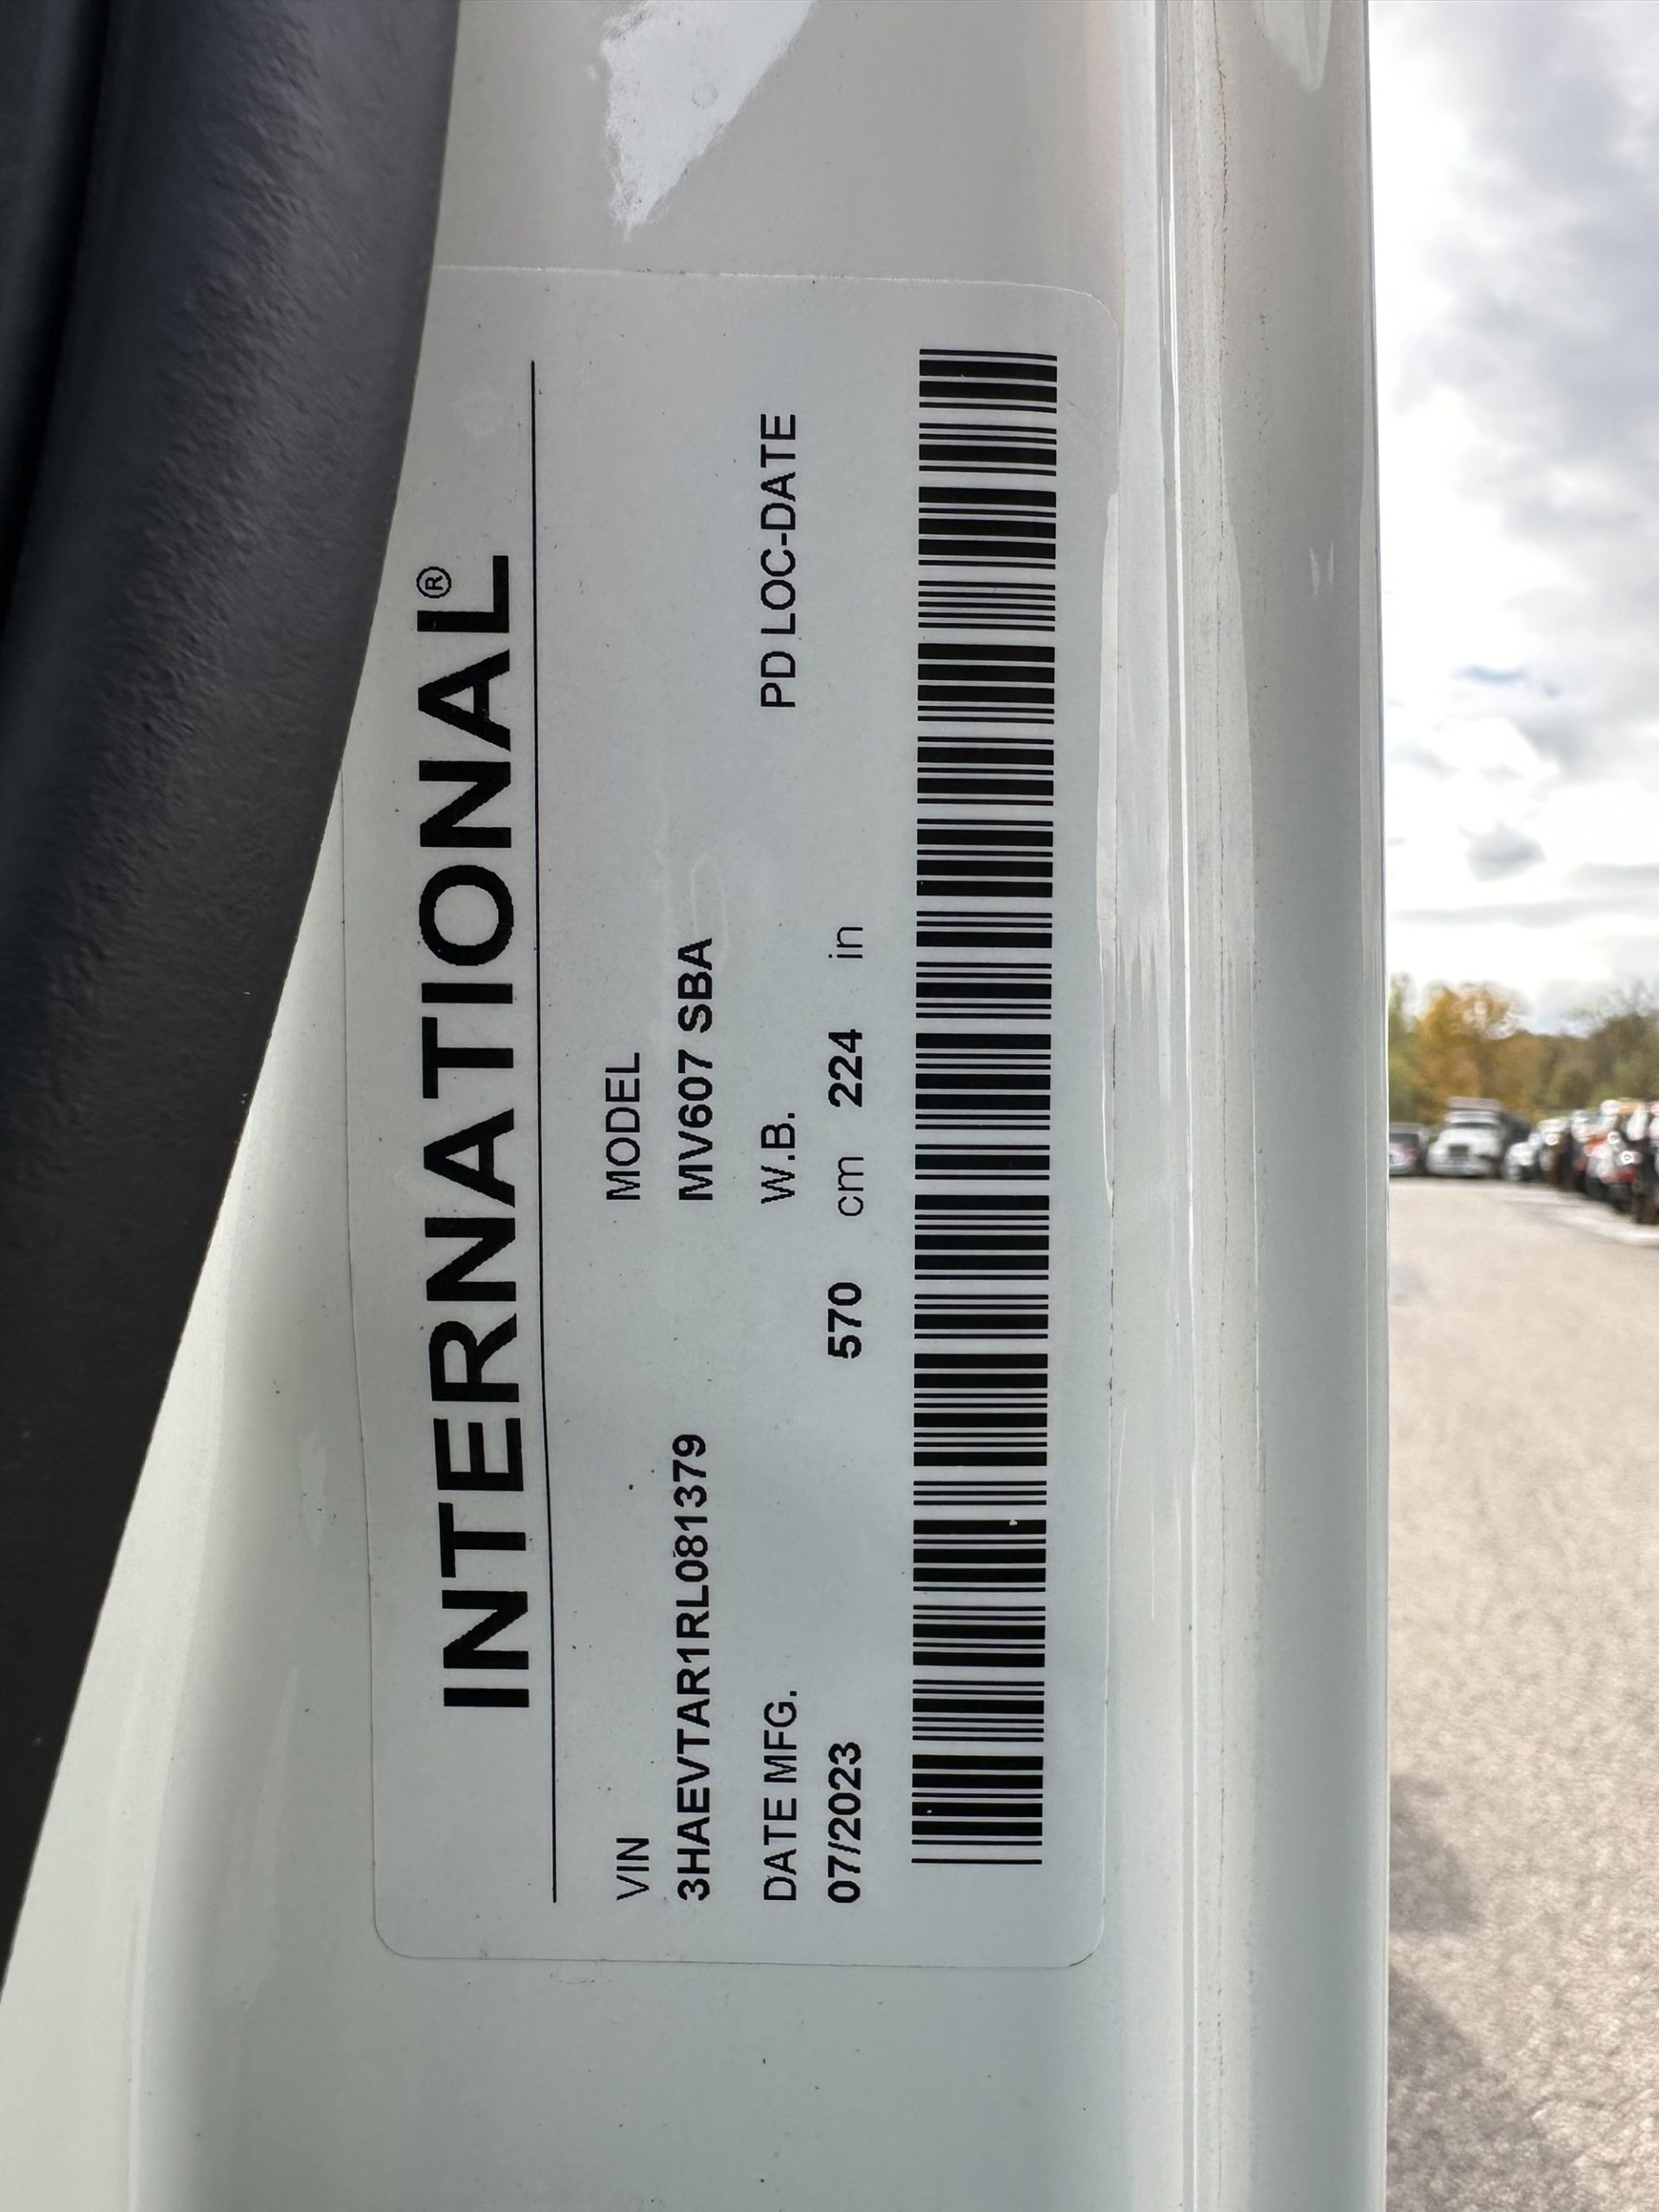 INTERNATIONAL®
VIN MODEL
3HAEVTAR1RL081379 MV607 SBA
DATE MFG. W.B. PD LOC-DATE
07/2023 570 cm 224 in